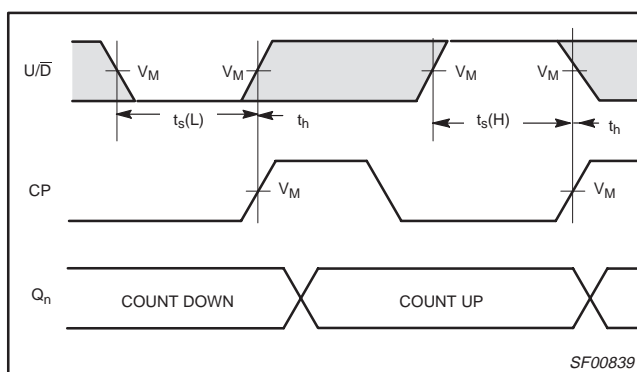 U/D̅
V_M V_M V_M V_M
t_s(L) t_h t_s(H) t_h
CP
V_M V_M
Q_n
COUNT DOWN COUNT UP
SF00839